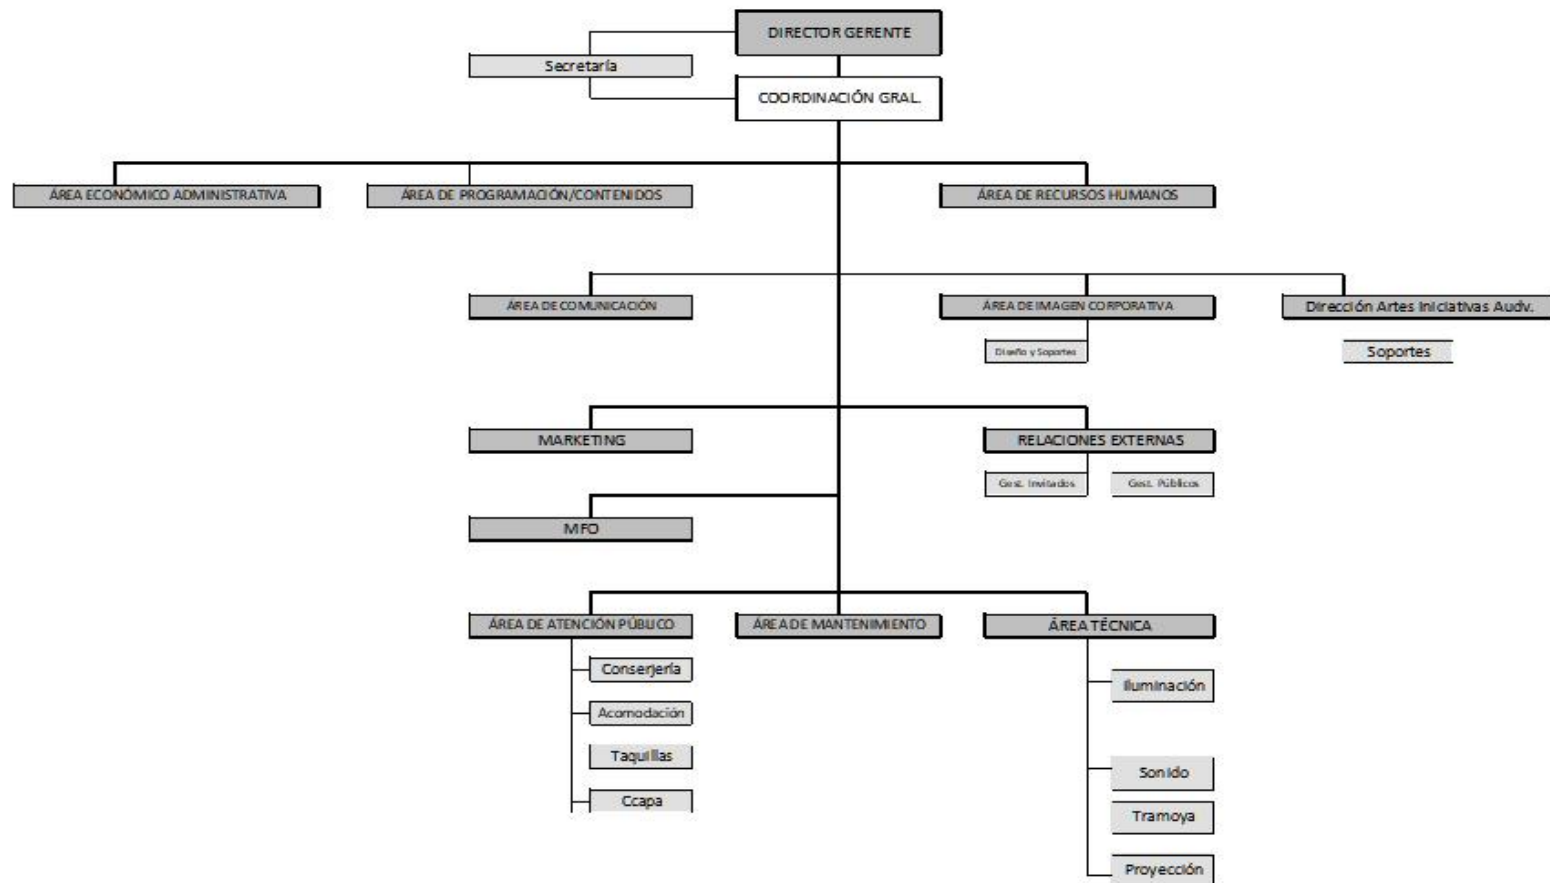 DIRECTOR GERENTE
Secretaría
COORDINACIÓN GRAL.
ÁREA ECONÓMICO ADMINISTRATIVA
ÁREA DE PROGRAMACIÓN/CONTENIDOS
ÁREA DE RECURSOS HUMANOS
ÁREA DE COMUNICACIÓN
ÁREA DE IMAGEN CORPORATIVA
Dirección Artes Iniciativas Audv.
Diseño y Soportes
Soportes
MARKETING
RELACIONES EXTERNAS
Gest. Invitados
Gest. Públicos
MFO
ÁREA DE ATENCIÓN PÚBLICO
ÁREA DE MANTENIMIENTO
ÁREA TÉCNICA
Conserjería
Iluminación
Acomodación
Taquillas
Sonido
Ccapa
Tramoya
Proyección